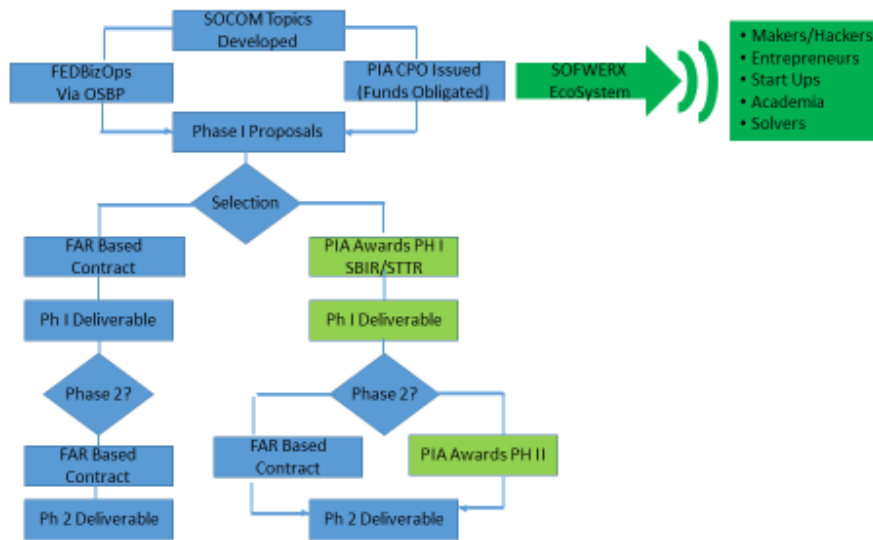 SOCOM Topics
Developed
FEDBizOps
Via OSBP
PIA CPO Issued
(Funds Obligated)
SOFWERX
EcoSystem
• Makers/Hackers
• Entrepreneurs
• Start Ups
• Academia
• Solvers
Phase I Proposals
Selection
FAR Based
Contract
PIA Awards PH I
SBIR/STTR
Ph I Deliverable
Ph I Deliverable
Phase 2?
Phase 2?
FAR Based
Contract
FAR Based
Contract
PIA Awards PH II
Ph 2 Deliverable
Ph 2 Deliverable